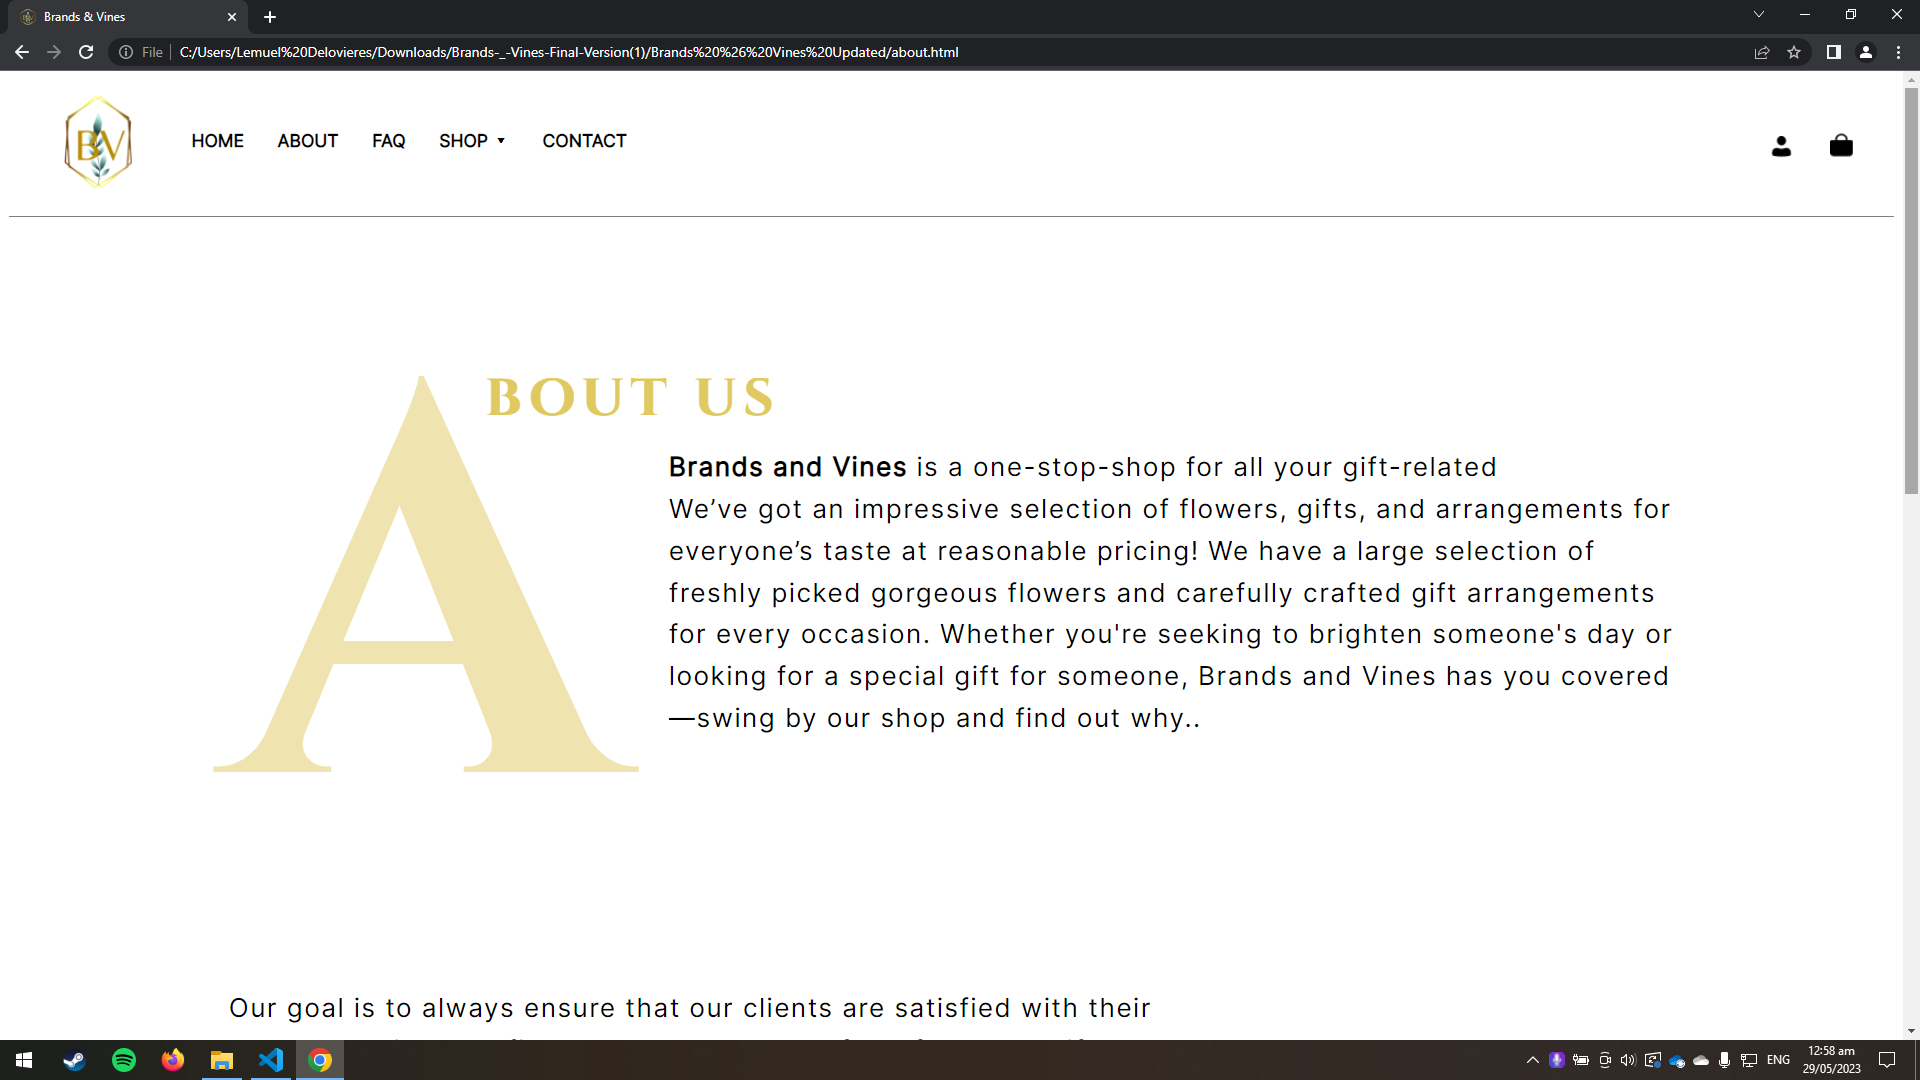 Brands & Vines
File C:/Users/Lemuel%20Delovieres/Downloads/Brands-_-Vines-Final-Version(1)/Brands%20%26%20Vines%20Updated/about.html
BV
HOME ABOUT FAQ SHOP CONTACT
ABOUT US
Brands and Vines is a one-stop-shop for all your gift-related
We’ve got an impressive selection of flowers, gifts, and arrangements for
everyone’s taste at reasonable pricing! We have a large selection of
freshly picked gorgeous flowers and carefully crafted gift arrangements
for every occasion. Whether you're seeking to brighten someone's day or
looking for a special gift for someone, Brands and Vines has you covered
—swing by our shop and find out why..
Our goal is to always ensure that our clients are satisfied with their
ENG
12:58 am
29/05/2023